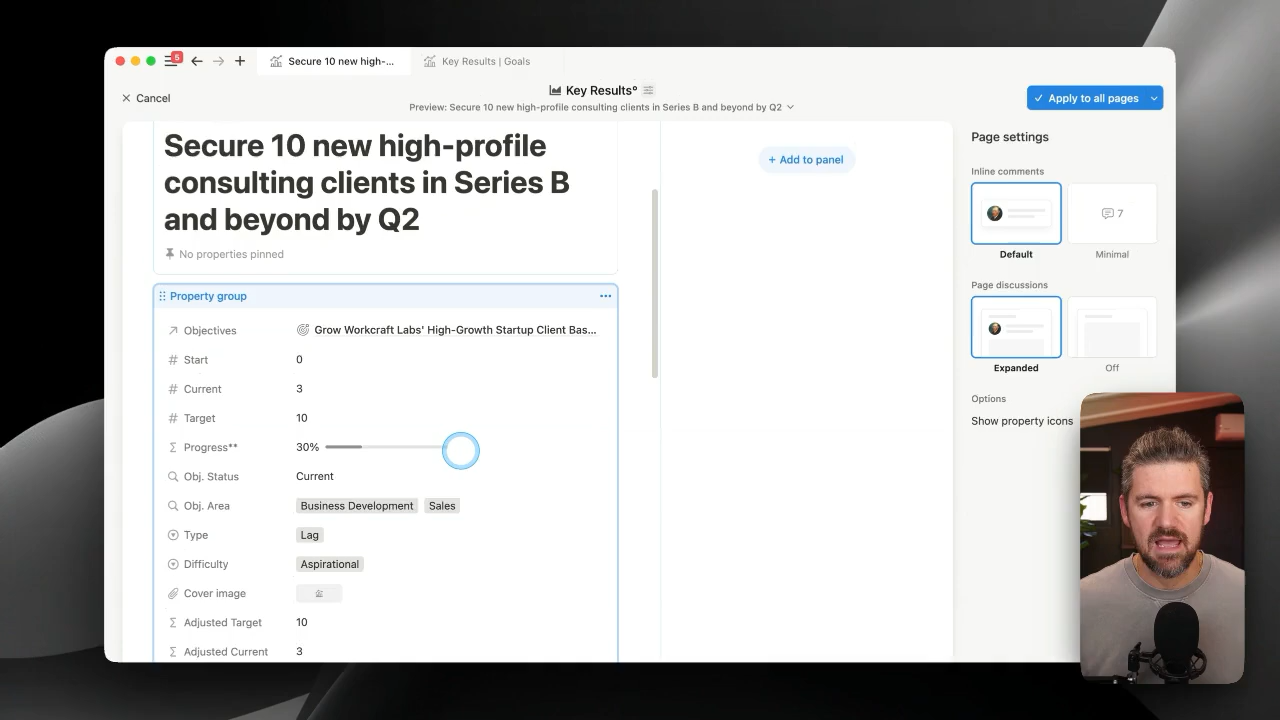 5
Secure 10 new high-...
Key Results | Goals
Cancel
Key Results°
Preview: Secure 10 new high-profile consulting clients in Series B and beyond by Q2
Apply to all pages
Secure 10 new high-profile
consulting clients in Series B
and beyond by Q2
No properties pinned
Property group
Objectives Grow Workcraft Labs' High-Growth Startup Client Bas...
Start 0
Current 3
Target 10
Progress** 30%
Obj. Status Current
Obj. Area Business Development Sales
Type Lag
Difficulty Aspirational
Cover image
Adjusted Target 10
Adjusted Current 3
+ Add to panel
Page settings
Inline comments
7
Default Minimal
Page discussions
Expanded Off
Options
Show property icons